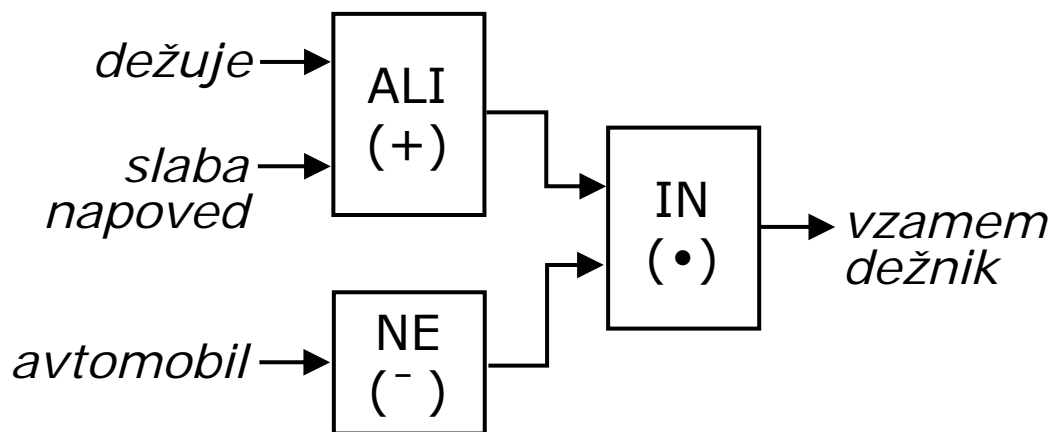 dežuje
ALI
(+)
slaba
napoved
IN
(•)
vzamem
dežnik
avtomobil
NE
(¯)